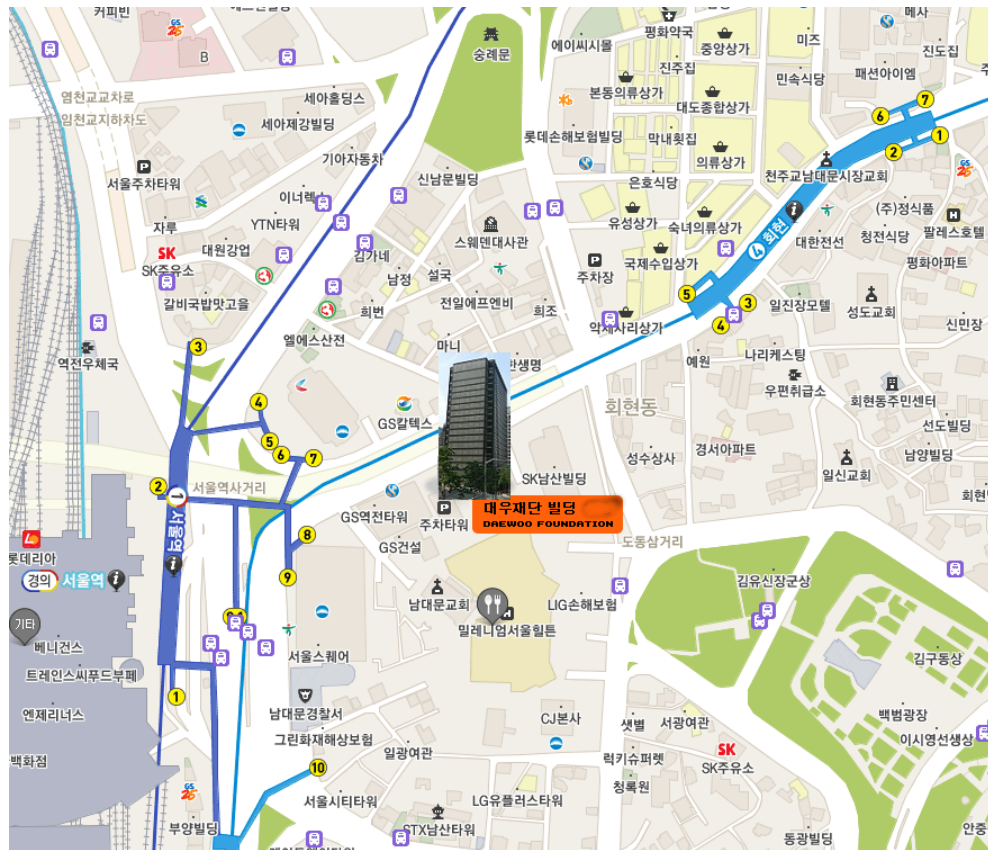 커피빈
GS25
B
숭례문
에이씨시몰
평화약국
중앙상가
미즈
메사
진도집
진주집
본동의류상가
민속식당
패션아이엠
염천교교차로
임천교지하차도
세아홀딩스
세아제강빌딩
대도종합상가
7
6
1
2
롯데손해보험빌딩
막내횟집
기아자동차
의류상가
천주교남대문시장교회
GS25
P
서울주차타워
신남문빌딩
은호식당
이너렉스
(주)정식품
자루
YTN타워
유성상가
숙녀의류상가
4 회현
대한전선
청전식당
H
팔레스호텔
SK
SK주유소
대원강업
김가네
스웨덴대사관
P
주차장
국제수입상가
평화아파트
남정
설국
갈비국밥맛고을
희번
전일에프엔비
희조
5
3
4
악세사리상가
일진장모텔
성도교회
신민장
엘에스산전
마니
역전우체국
3
예원
나리케스팅
우편취급소
회현동
회현동주민센터
선도빌딩
4
GS칼텍스
5
6
7
성수상사
경서아파트
남양빌딩
일신교회
2
서울역사거리
SK남산빌딩
1 서울역
대우재단 빌딩
DAEWOO FOUNDATION
P
주차타워
GS역전타워
8
롯데리아
GS건설
도동삼거리
경의 서울역
9
기타
남대문교회
H
밀레니엄서울힐튼
LIG손해보험
김유신장군상
베니건스
트레인스씨푸드부페
서울스퀘어
김구동상
1
엔제리너스
남대문경찰서
CJ본사
샛별
서광여관
백범광장
이시영선생상
그린화재해상보험
백화점
일광여관
럭키슈퍼렛
SK
SK주유소
10
GS25
서울시티타워
LG유플러스타워
청록원
부양빌딩
STX남산타워
동광빌딩